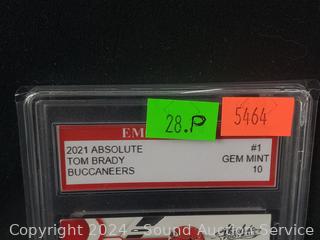 28.P
5464
EM
2021 ABSOLUTE #1
TOM BRADY GEM MINT
BUCCANEERS 10
Copyright 2024 - Sound Auction Service